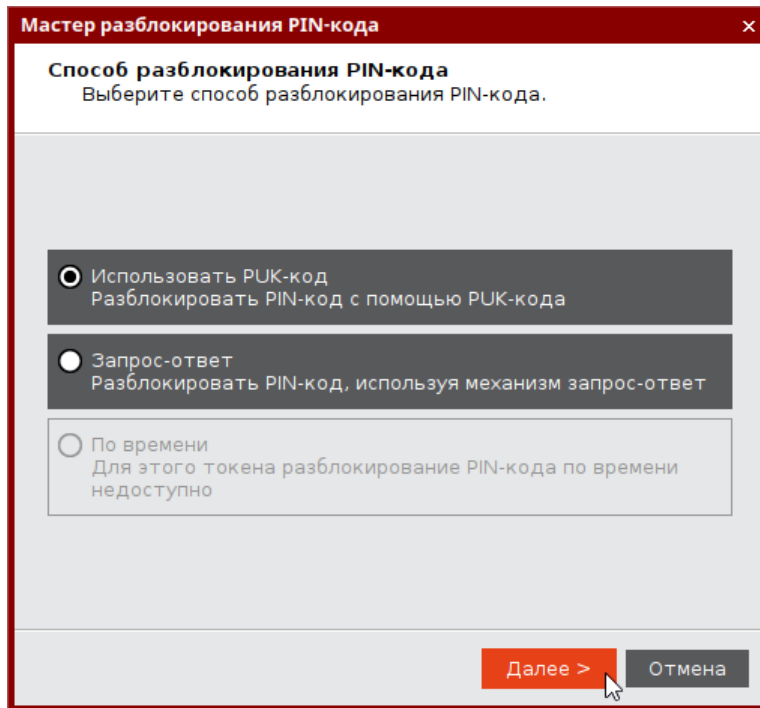 Мастер разблокирования PIN-кода
Способ разблокирования PIN-кода
Выберите способ разблокирования PIN-кода.
Использовать PUK-код
Разблокировать PIN-код с помощью PUK-кода
Запрос-ответ
Разблокировать PIN-код, используя механизм запрос-ответ
По времени
Для этого токена разблокирование PIN-кода по времени
недоступно
Далее > Отмена